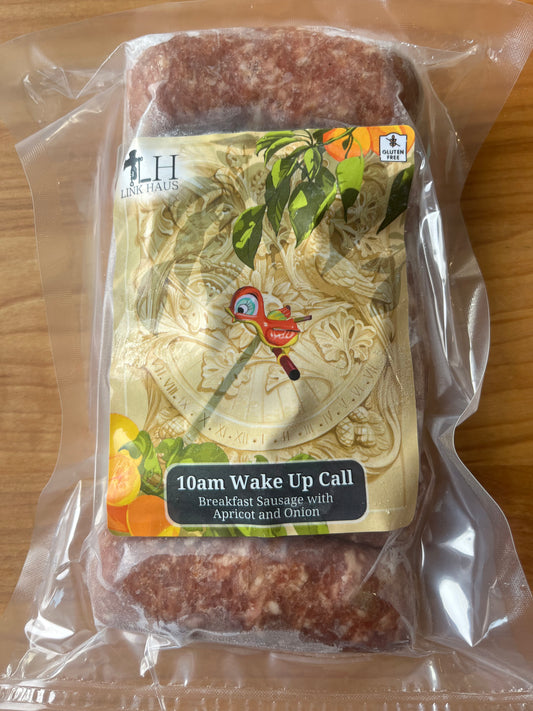 LH
LINK HAUS
GLUTEN
FREE
10am Wake Up Call
Breakfast Sausage with
Apricot and Onion